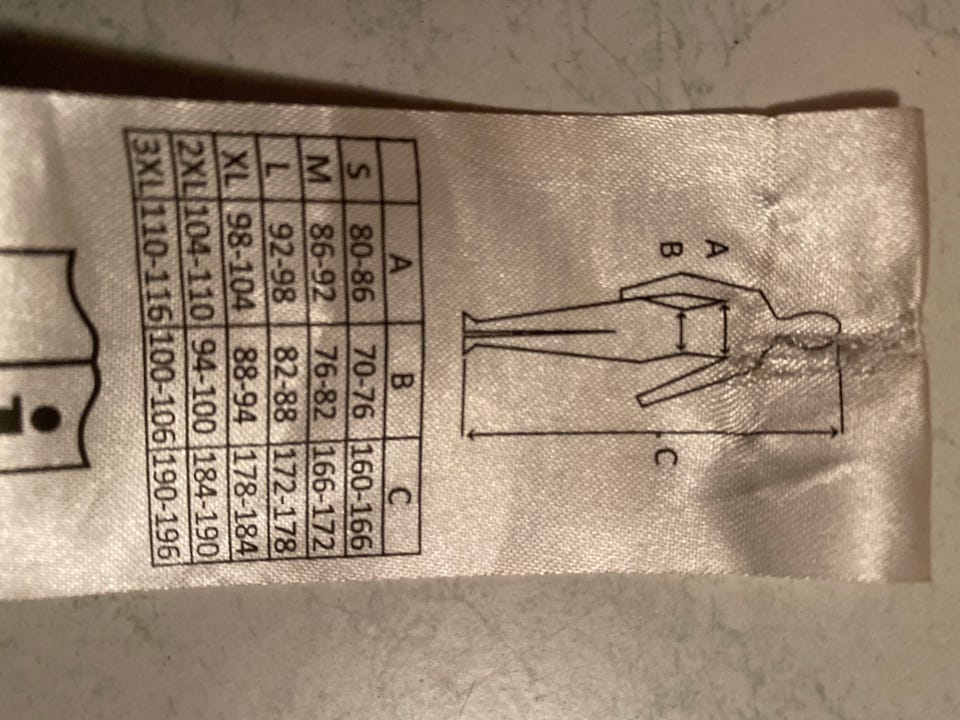 A
B
C
A B C
S 80-86 70-76 160-166
M 86-92 76-82 166-172
L 92-98 82-88 172-178
XL 98-104 88-94 178-184
2XL 104-110 94-100 184-190
3XL 110-116 100-106 190-196
i